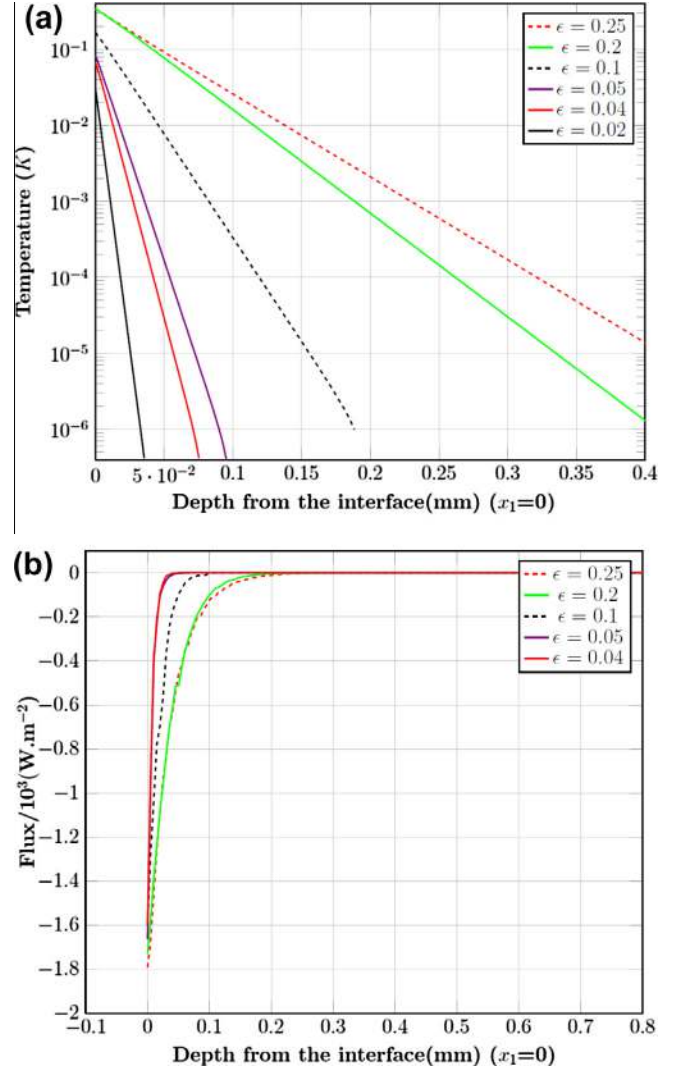 (a)
10⁻¹
10⁻²
10⁻³
10⁻⁴
10⁻⁵
10⁻⁶
Temperature (K)
ϵ = 0.25
ϵ = 0.2
ϵ = 0.1
ϵ = 0.05
ϵ = 0.04
ϵ = 0.02
0 5·10⁻² 0.1 0.15 0.2 0.25 0.3 0.35 0.4
Depth from the interface(mm) (x₁=0)
(b)
0
−0.2
−0.4
−0.6
−0.8
−1
−1.2
−1.4
−1.6
−1.8
−2
Flux/10³(W.m⁻²)
ϵ = 0.25
ϵ = 0.2
ϵ = 0.1
ϵ = 0.05
ϵ = 0.04
−0.1 0 0.1 0.2 0.3 0.4 0.5 0.6 0.7 0.8
Depth from the interface(mm) (x₁=0)